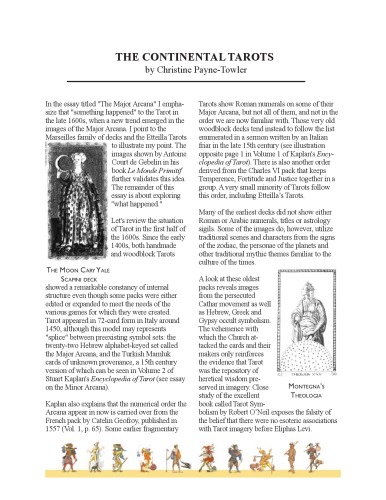 THE CONTINENTAL TAROTS
by Christine Payne-Towler
In the essay titled "The Major Arcana" I empha-
size that "something happened" to the Tarot in
the late 1600s, when a new trend emerged in the
images of the Major Arcana. I point to the
Marseilles family of decks and the Etteilla Tarots
to illustrate my point. The
images shown by Antoine
Court de Gebelin in his
book Le Monde Primitif
further validates this idea.
The remainder of this
essay is about exploring
"what happened."
Let's review the situation
of Tarot in the first half of
the 1600s. Since the early
1400s, both handmade
and woodblock Tarots
The Moon Cary Yale
Scapini deck
showed a remarkable constancy of internal
structure even though some packs were either
edited or expanded to meet the needs of the
various games for which they were created.
Tarot appeared in 72-card form in Italy around
1450, although this model may represents
"splice" between preexisting symbol sets: the
twenty-two Hebrew alphabet-keyed set called
the Major Arcana, and the Turkish Mamluk
cards of unknown provenance, a 15th century
version of which can be seen in Volume 2 of
Stuart Kaplan's Encyclopedia of Tarot (see essay
on the Minor Arcana).
Kaplan also explains that the numerical order the
Arcana appear in now is carried over from the
French pack by Catelin Geofroy, published in
1557 (Vol. 1, p. 65). Some earlier fragmentary
Tarots show Roman numerals on some of their
Major Arcana, but not all of them, and not in the
order we are now familiar with. Those very old
woodblock decks tend instead to follow the list
enumerated in a sermon written by an Italian
friar in the late 15th century (see illustration
opposite page 1 in Volume 1 of Kaplan's Ency-
clopedia of Tarot). There is also another order
derived from the Charles VI pack that keeps
Temperence, Fortitude and Justice together in a
group. A very small minority of Tarots follow
this order, including Etteilla's Tarots.
Many of the earliest decks did not show either
Roman or Arabic numerals, titles or astrology
sigils. Some of the images do, however, utilize
traditional scenes and characters from the signs
of the zodiac, the personae of the planets and
other traditional mythic themes familiar to the
culture of the times.
A look at these oldest
packs reveals images
from the persecuted
Cathar movement as well
as Hebrew, Greek and
Gypsy occult symbolism.
The vehemence with
which the Church at-
tacked the cards and their
makers only reinforces
the evidence that Tarot
was the repository of
heretical wisdom pre-
served in imagery. Close
study of the excellent
book called Tarot Sym-
bolism by Robert O'Neil exposes the falsity of
the belief that there were no esoteric associations
with Tarot imagery before Eliphas Levi.
Montegna's
Theologia